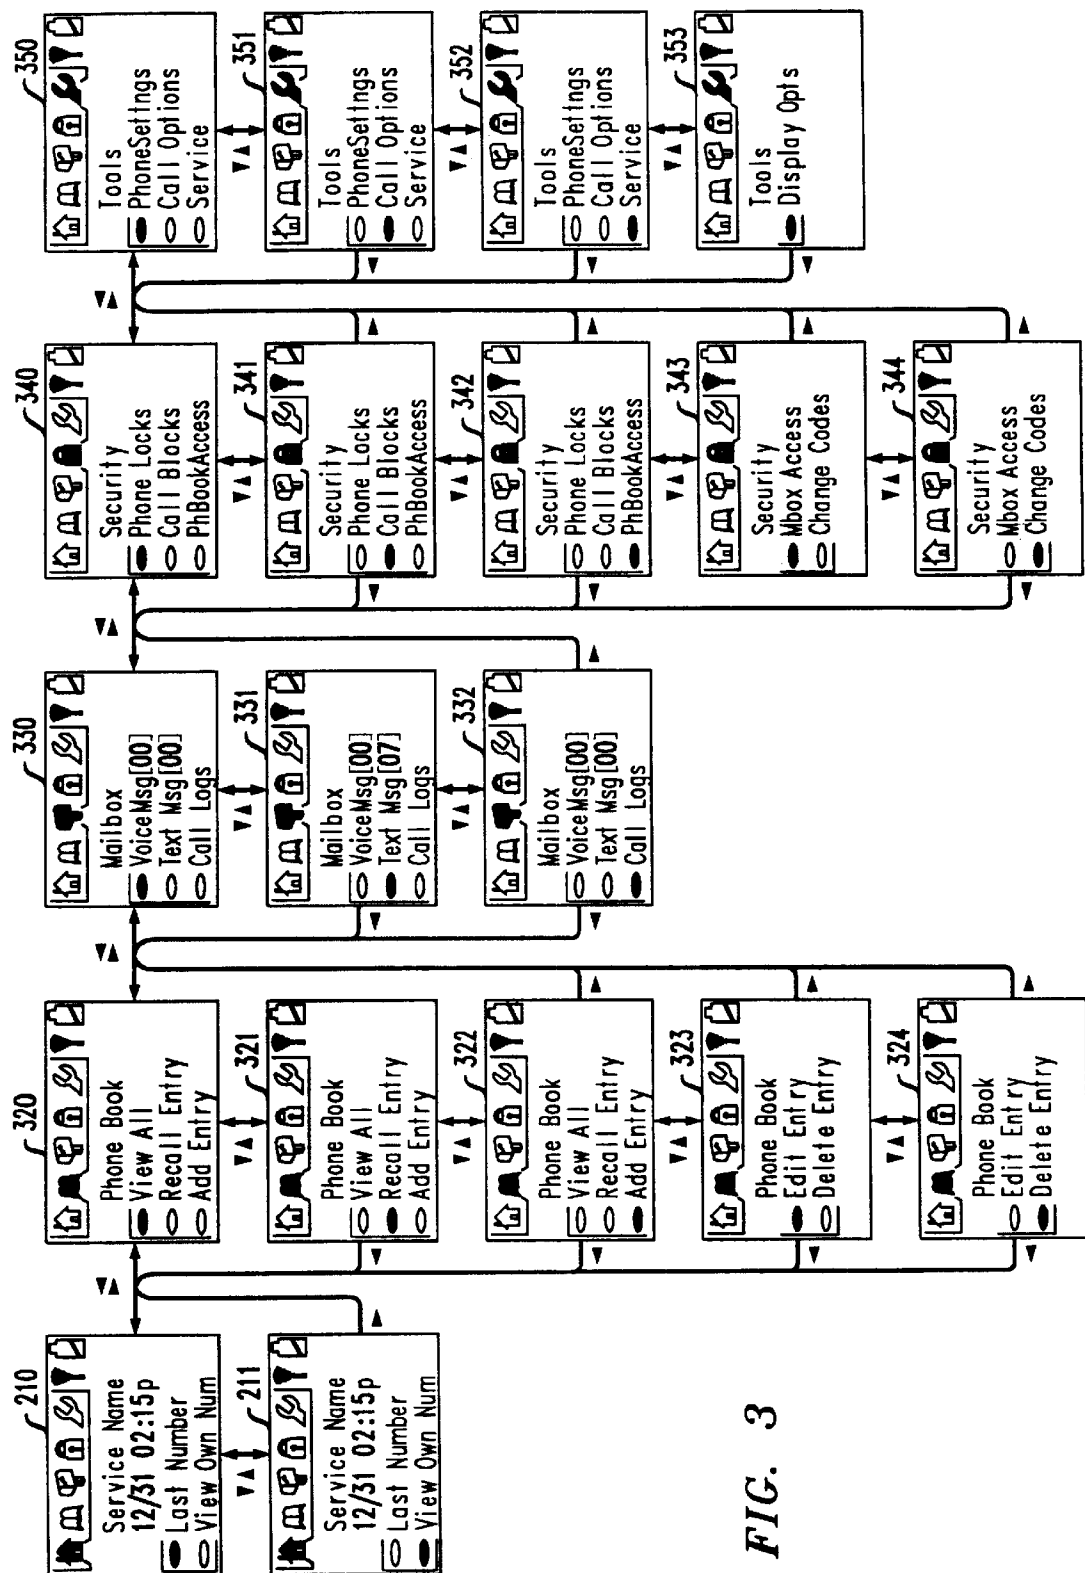 210
Service Name
12/31 02:15p
Last Number
View Own Num
211
Service Name
12/31 02:15p
Last Number
View Own Num
320
Phone Book
View All
Recall Entry
Add Entry
321
Phone Book
View All
Recall Entry
Add Entry
322
Phone Book
View All
Recall Entry
Add Entry
323
Phone Book
Edit Entry
Delete Entry
324
Phone Book
Edit Entry
Delete Entry
330
Mailbox
VoiceMsg[00]
Text Msg[00]
Call Logs
331
Mailbox
VoiceMsg[00]
Text Msg[07]
Call Logs
332
Mailbox
VoiceMsg[00]
Text Msg[00]
Call Logs
340
Security
Phone Locks
Call Blocks
PhBookAccess
341
Security
Phone Locks
Call Blocks
PhBookAccess
342
Security
Phone Locks
Call Blocks
PhBookAccess
343
Security
Mbox Access
Change Codes
344
Security
Mbox Access
Change Codes
350
Tools
PhoneSettngs
Call Options
Service
351
Tools
PhoneSettngs
Call Options
Service
352
Tools
PhoneSettngs
Call Options
Service
353
Tools
Display Opts
FIG. 3